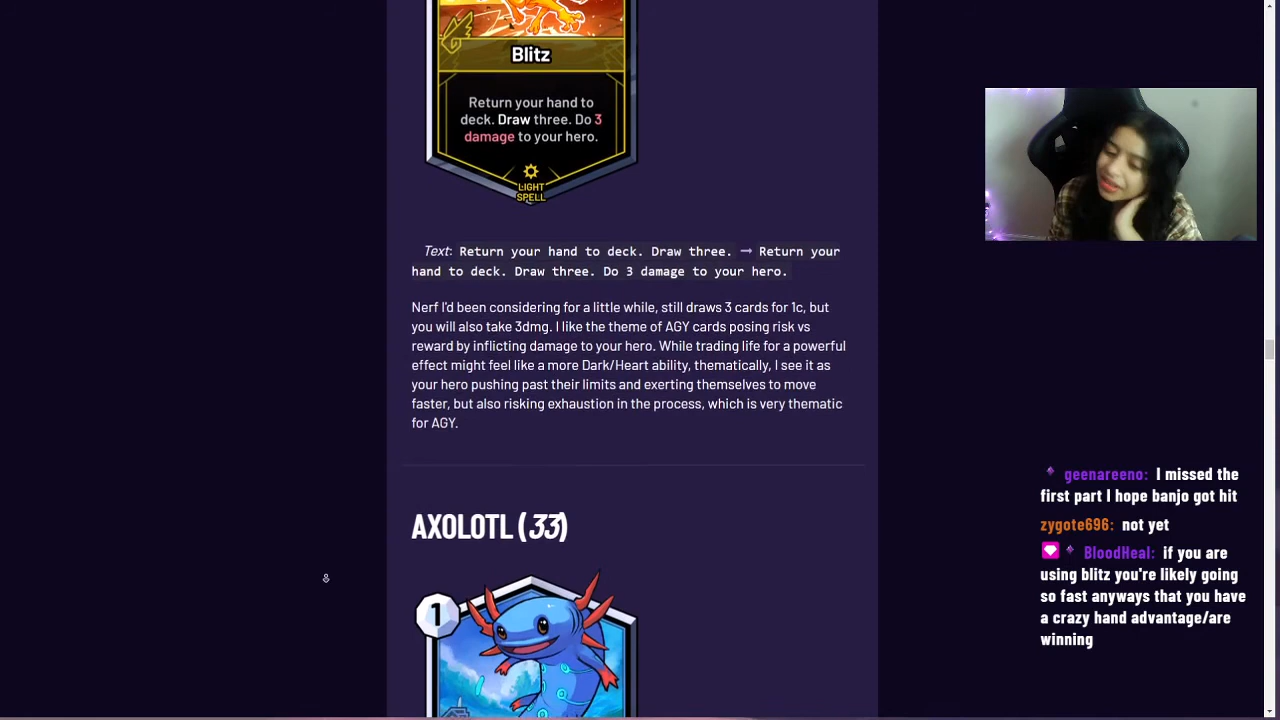 Blitz
Return your hand to
deck. Draw three. Do 3
damage to your hero.
LIGHT
SPELL
Text: Return your hand to deck. Draw three. → Return your
hand to deck. Draw three. Do 3 damage to your hero.
Nerf I'd been considering for a little while, still draws 3 cards for 1c, but
you will also take 3dmg. I like the theme of AGY cards posing risk vs
reward by inflicting damage to your hero. While trading life for a powerful
effect might feel like a more Dark/Heart ability, thematically, I see it as
your hero pushing past their limits and exerting themselves to move
faster, but also risking exhaustion in the process, which is very thematic
for AGY.
AXOLOTL (33)
1
geenareeno: I missed the
first part I hope banjo got hit
zygote696: not yet
BloodHeal: if you are
using blitz you're likely going
so fast anyways that you have
a crazy hand advantage/are
winning